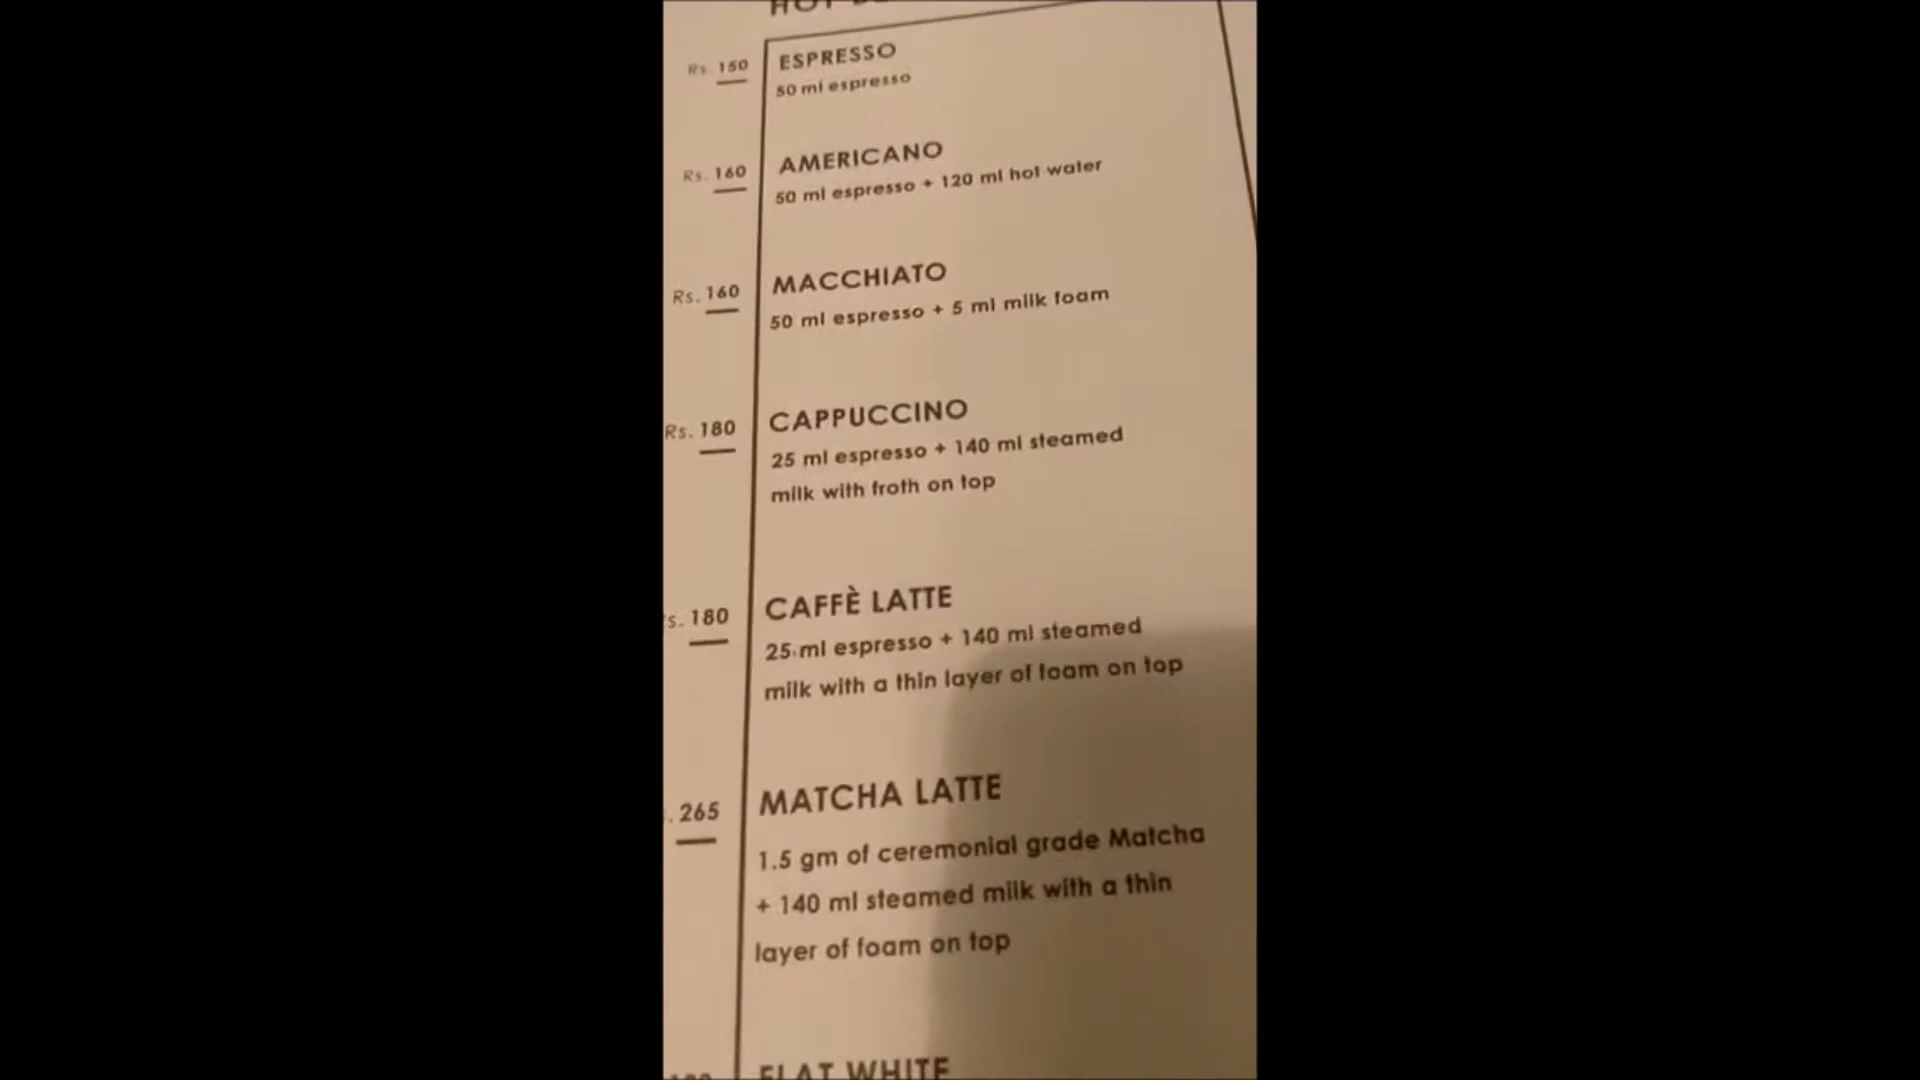 HOT
Rs. 150 ESPRESSO
50 ml espresso
Rs. 160 AMERICANO
50 ml espresso + 120 ml hot water
Rs. 160 MACCHIATO
50 ml espresso + 5 ml milk foam
Rs. 180 CAPPUCCINO
25 ml espresso + 140 ml steamed
milk with froth on top
s. 180 CAFFÈ LATTE
25 ml espresso + 140 ml steamed
milk with a thin layer of foam on top
. 265 MATCHA LATTE
1.5 gm of ceremonial grade Matcha
+ 140 ml steamed milk with a thin
layer of foam on top
FLAT WHITE